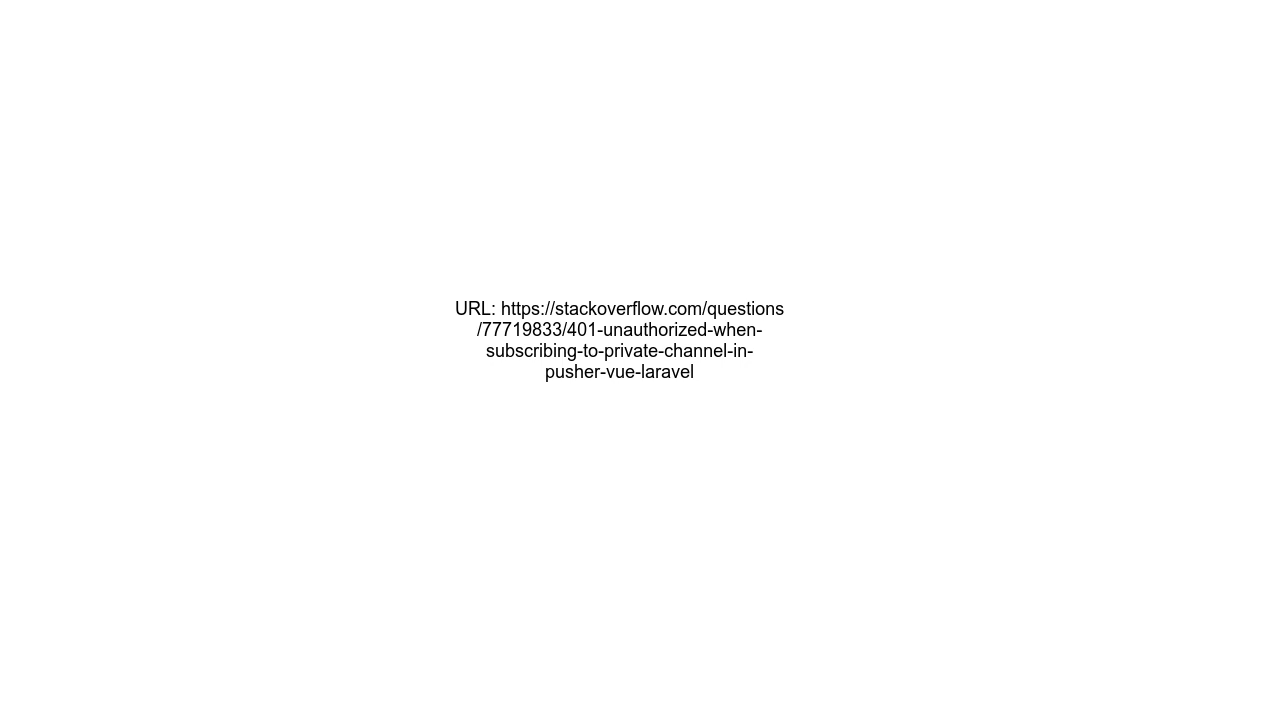 URL: https://stackoverflow.com/questions
/77719833/401-unauthorized-when-
subscribing-to-private-channel-in-
pusher-vue-laravel